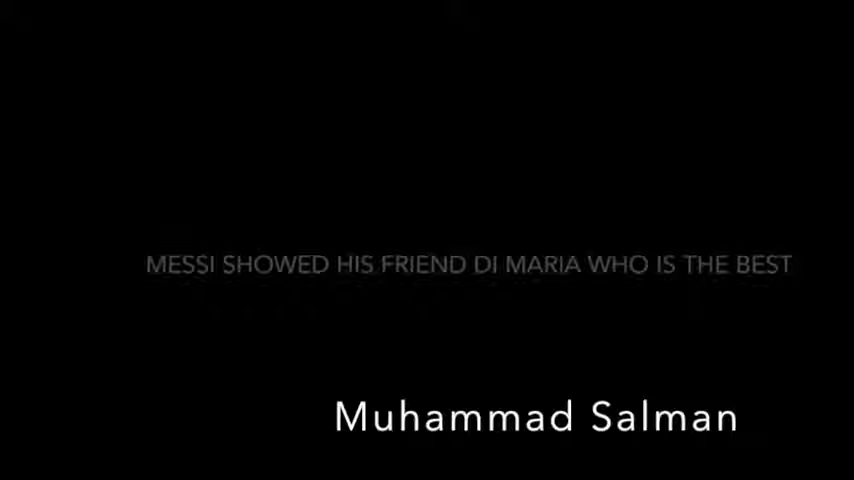 MESSI SHOWED HIS FRIEND DI MARIA WHO IS THE BEST
Muhammad Salman